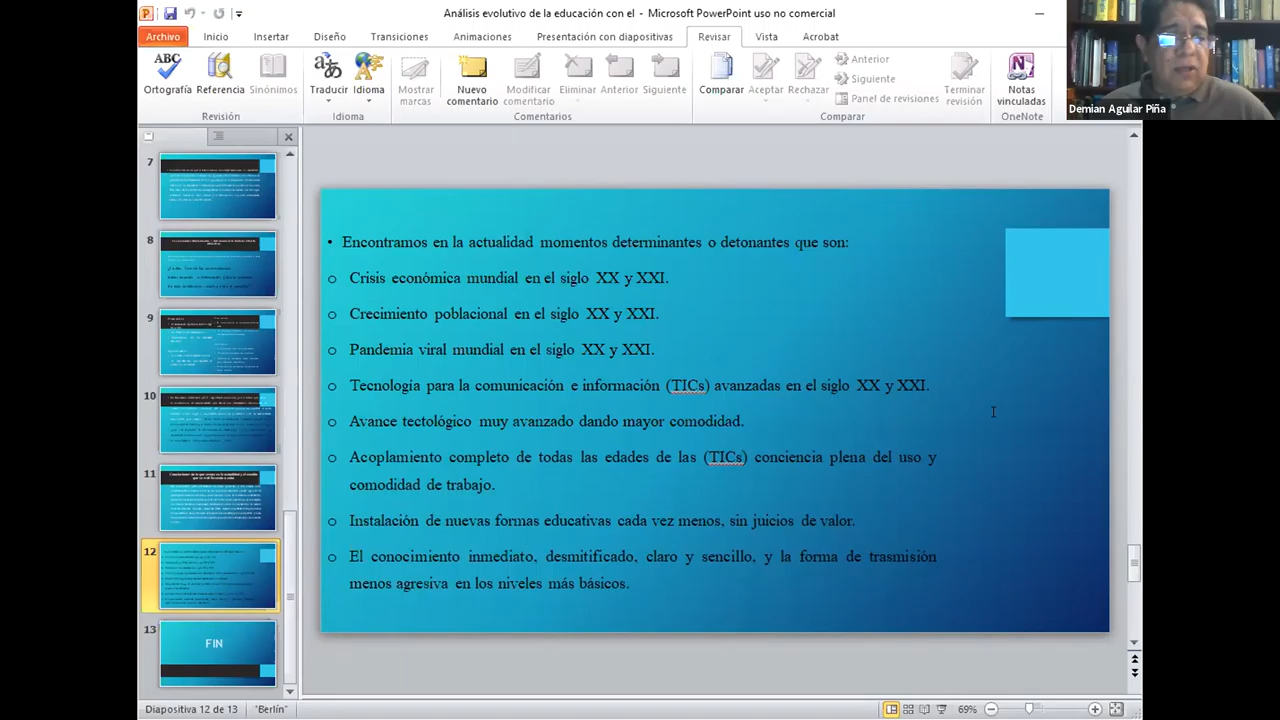 Análisis evolutivo de la educación con el - Microsoft PowerPoint uso no comercial
Archivo Inicio Insertar Diseño Transiciones Animaciones Presentación con diapositivas Revisar Vista Acrobat
Ortografía Referencia Sinónimos
Revisión
Traducir Idioma
Idioma
Mostrar marcas
Nuevo comentario
Modificar comentario
Eliminar Anterior Siguiente
Comentarios
Comparar Aceptar Rechazar
Anterior
Siguiente
Panel de revisiones
Terminar revisión
Comparar
Notas vinculadas
OneNote
Demian Aguilar Piña
7
8
9
10
11
12
13
FIN
• Encontramos en la actualidad momentos determinantes o detonantes que son:
o Crisis económica mundial en el siglo XX y XXI.
o Crecimiento poblacional en el siglo XX y XXI.
o Pandemia viral mundial en el siglo XX y XXI.
o Tecnología para la comunicación e información (TICs) avanzadas en el siglo XX y XXI.
o Avance tectológico muy avanzado dando mayor comodidad.
o Acoplamiento completo de todas las edades de las (TICs) conciencia plena del uso y
comodidad de trabajo.
o Instalación de nuevas formas educativas cada vez menos, sin juicios de valor.
o El conocimiento inmediato, desmitificado, claro y sencillo, y la forma de trasmisión
menos agresiva en los niveles más básicos.
Diapositiva 12 de 13 "Berlín" 69%